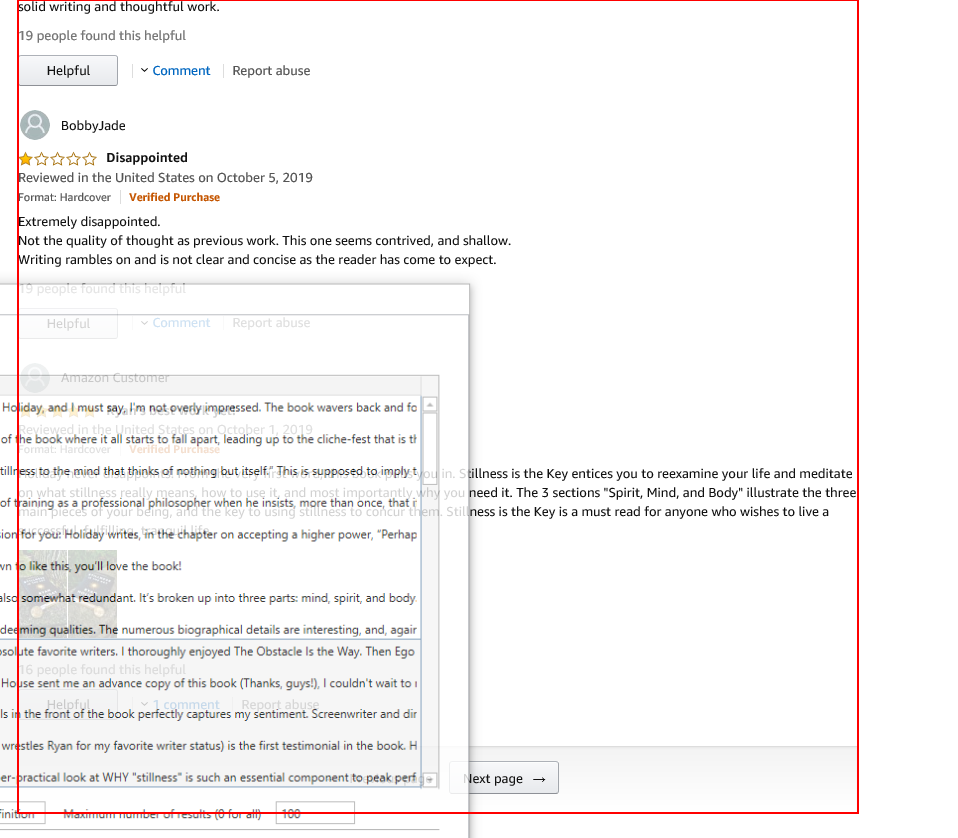 solid writing and thoughtful work.
19 people found this helpful
Helpful
Comment
Report abuse
BobbyJade
Disappointed
Reviewed in the United States on October 5, 2019
Format: Hardcover
Verified Purchase
Extremely disappointed.
Not the quality of thought as previous work. This one seems contrived, and shallow.
Writing rambles on and is not clear and concise as the reader has come to expect.
19 people found this helpful
Helpful
Comment
Report abuse
Amazon Customer
Holiday, and I must say, I'm not overly impressed. The book wavers back and fo
Reviewed in the United States on October 1, 2019
of the book where it all starts to fall apart, leading up to the cliche-fest that is th
Format: Hardcover
Verified Purchase
tillness to the mind that thinks of nothing but itself.” This is supposed to imply t
you in. Stillness is the Key entices you to reexamine your life and meditate
on what stillness really means, how to use it, and most importantly why you need it. The 3 sections "Spirit, Mind, and Body" illustrate the three
of training as a professional philosopher when he insists, more than once, that i
main pieces of your being, and the key to using stillness to concur them. Stillness is the Key is a must read for anyone who wishes to live a
successful, fulfilling, tranquil life.
sion for you: Holiday writes, in the chapter on accepting a higher power, “Perhap
wn to like this, you’ll love the book!
also somewhat redundant. It’s broken up into three parts: mind, spirit, and body.
deeming qualities. The numerous biographical details are interesting, and, again
osolute favorite writers. I thoroughly enjoyed The Obstacle Is the Way. Then Ego
16 people found this helpful
House sent me an advance copy of this book (Thanks, guys!), I couldn't wait to
Helpful
1 comment
Report abuse
ls in the front of the book perfectly captures my sentiment. Screenwriter and dir
wrestles Ryan for my favorite writer status) is the first testimonial in the book. H
er-practical look at WHY "stillness" is such an essential component to peak perf
Next page →
finition
Maximum number of results (0 for all)
100